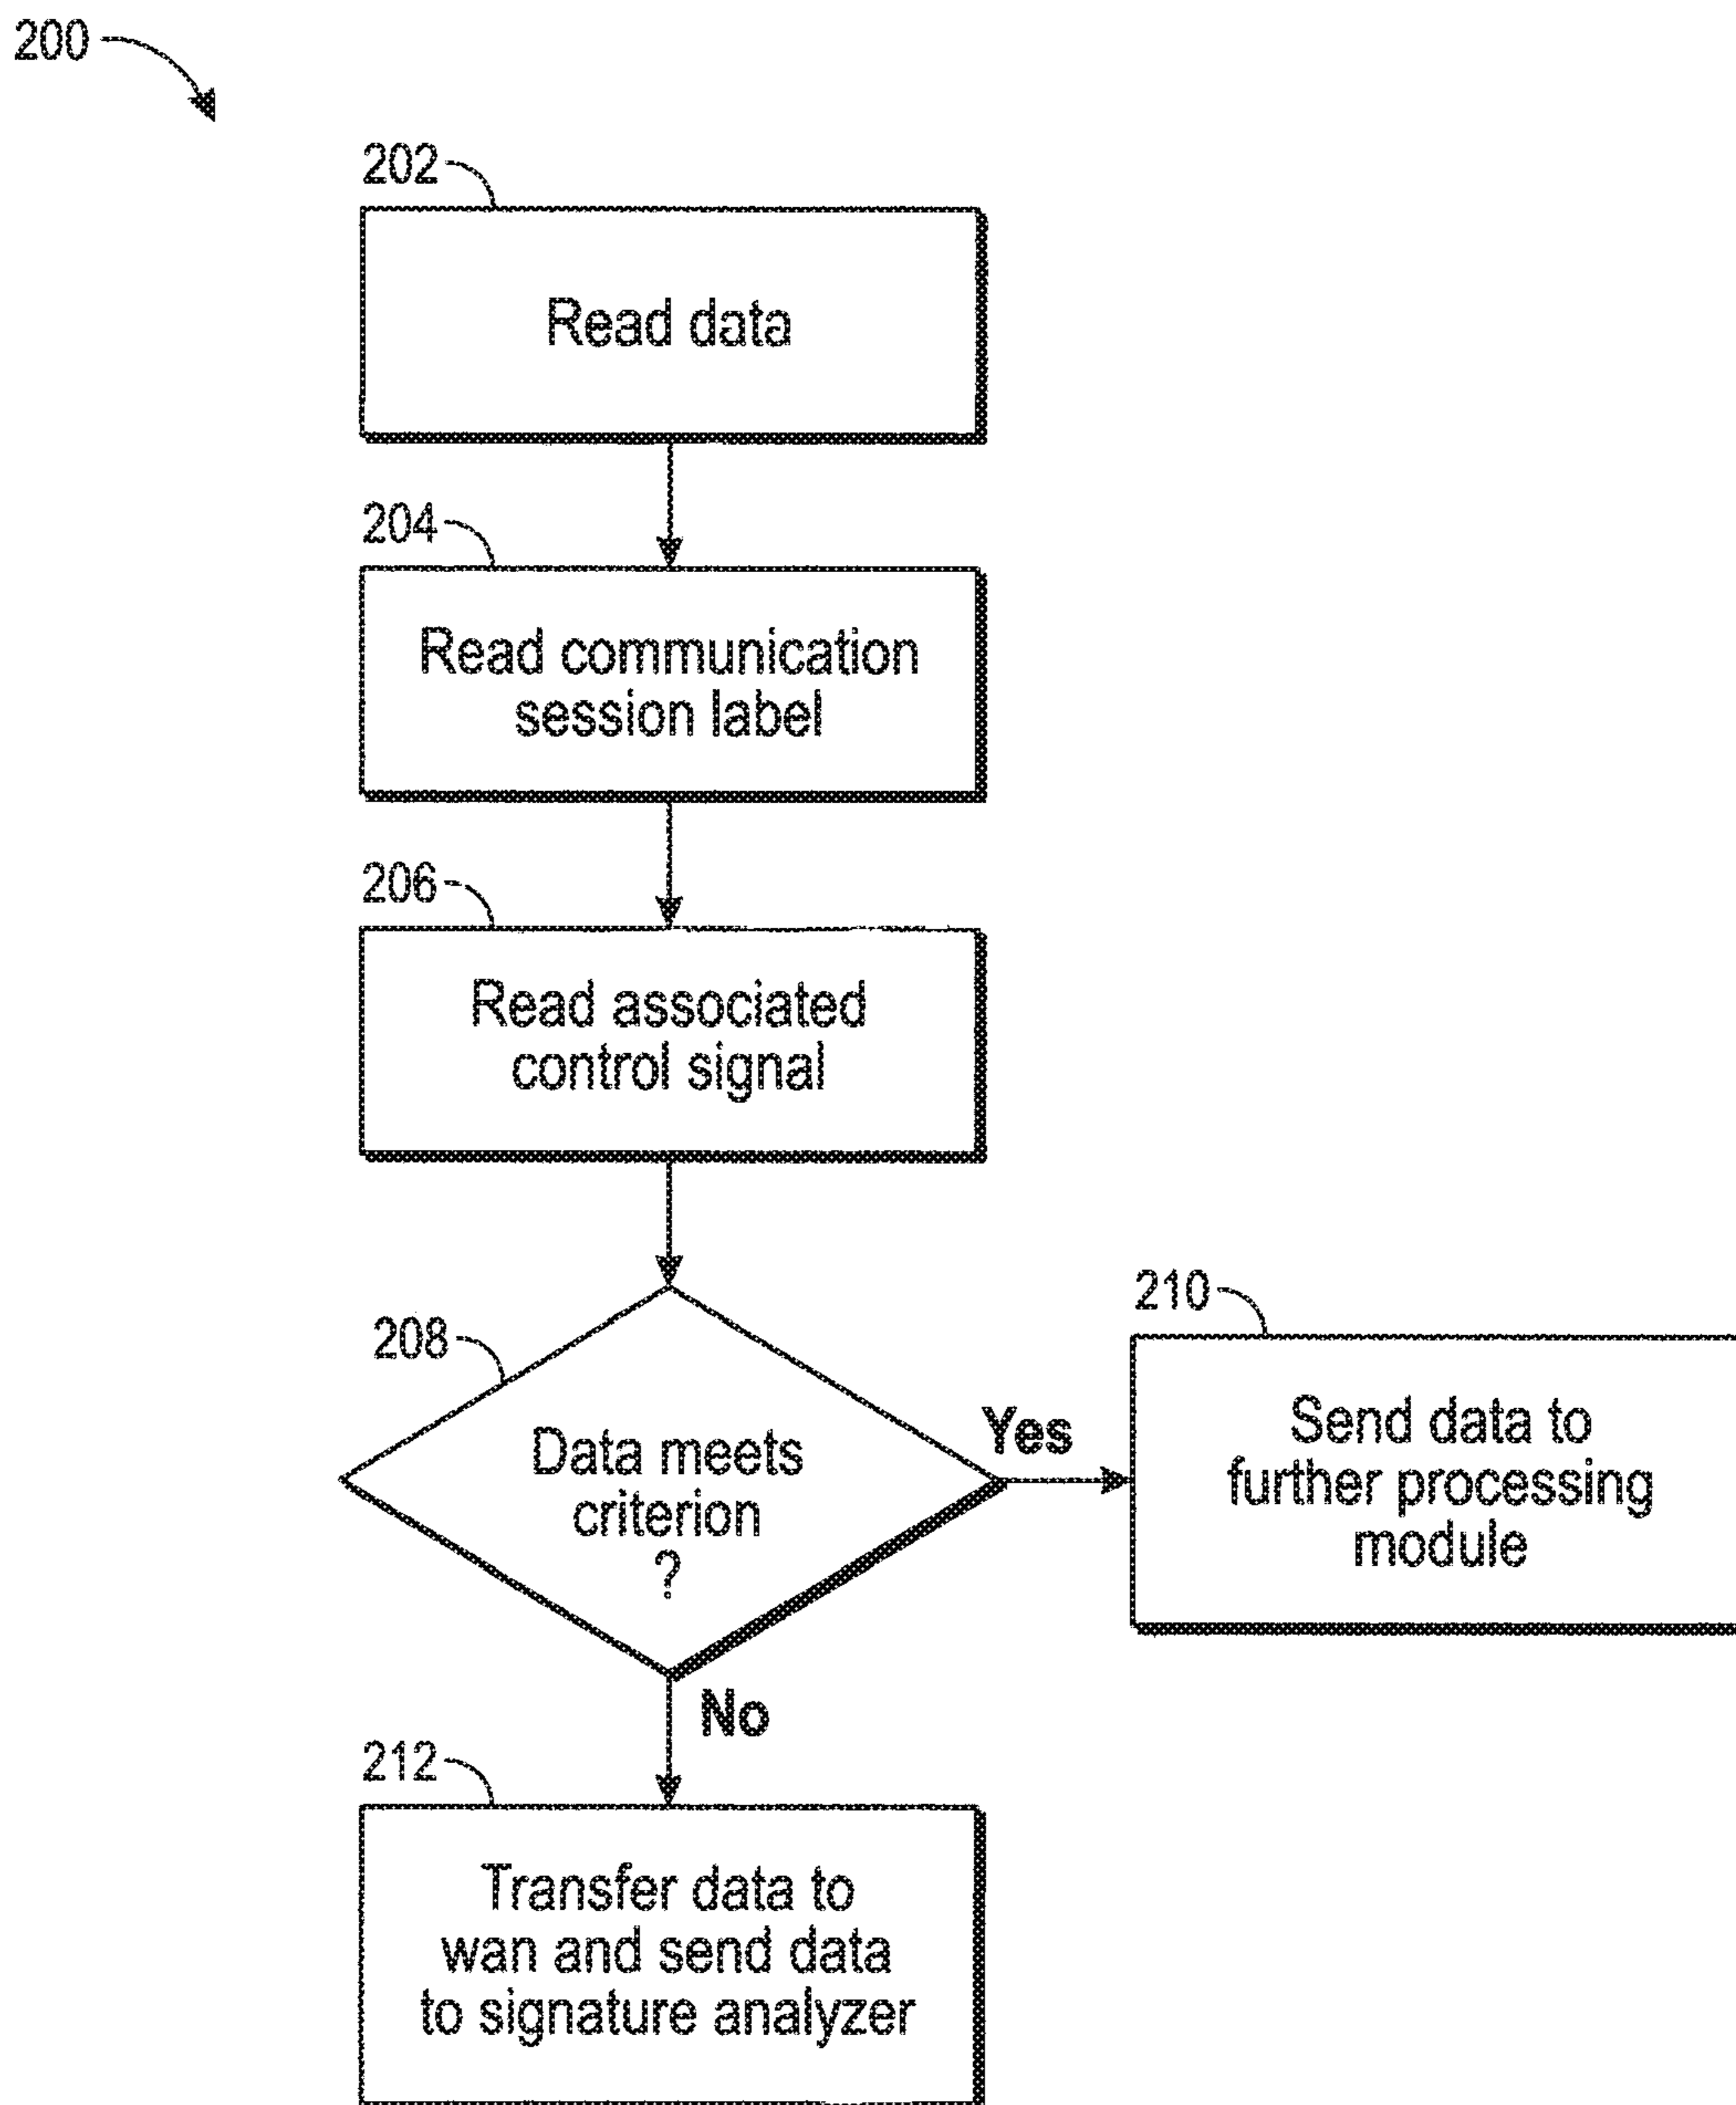 200
202
Read data
204
Read communication
session label
206
Read associated
control signal
208
Data meets
criterion
?
Yes
210
Send data to
further processing
module
No
212
Transfer data to
wan and send data
to signature analyzer